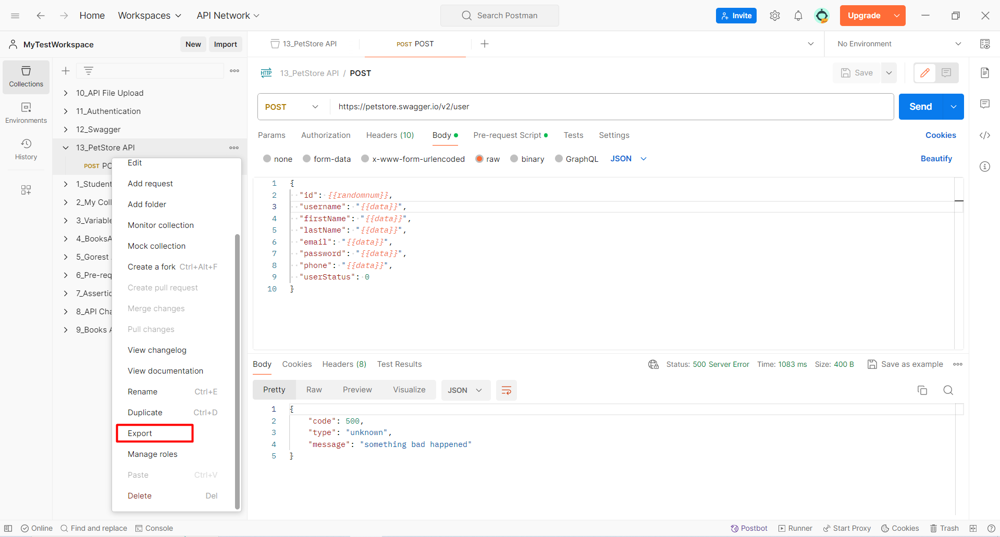 Home Workspaces API Network Search Postman Invite Upgrade
MyTestWorkspace New Import 13_PetStore API POST POST No Environment
Collections
Environments
History
10_API File Upload
11_Authentication
12_Swagger
13_PetStore API
POST PO
1_Student
2_My Coll
3_Variable
4_BooksA
5_Gorest
6_Pre-req
7_Assertio
8_API Cha
9_Books A
Edit
Add request
Add folder
Monitor collection
Mock collection
Create a fork Ctrl+Alt+F
Create pull request
Merge changes
Pull changes
View changelog
View documentation
Rename Ctrl+E
Duplicate Ctrl+D
Export
Manage roles
Paste Ctrl+V
Delete Del
HTTP 13_PetStore API / POST Save
POST https://petstore.swagger.io/v2/user Send
Params Authorization Headers (10) Body Pre-request Script Tests Settings Cookies
none form-data x-www-form-urlencoded raw binary GraphQL JSON Beautify
1 {
2 "id": {{randomnum}},
3 "username": "{{data}}",
4 "firstName": "{{data}}",
5 "lastName": "{{data}}",
6 "email": "{{data}}",
7 "password": "{{data}}",
8 "phone": "{{data}}",
9 "userStatus": 0
10 }
Body Cookies Headers (8) Test Results Status: 500 Server Error Time: 1083 ms Size: 400 B Save as example
Pretty Raw Preview Visualize JSON
1 {
2 "code": 500,
3 "type": "unknown",
4 "message": "something bad happened"
5 }
Online Find and replace Console Postbot Runner Start Proxy Cookies Trash